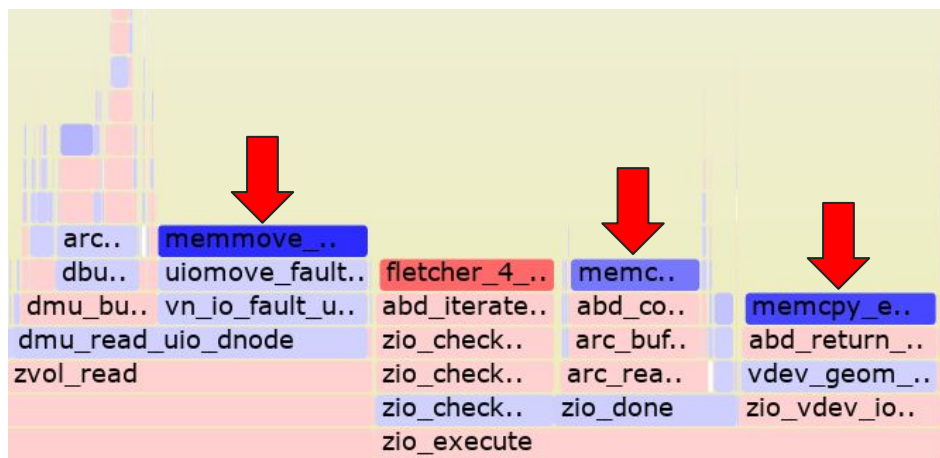 arc.. memmove_..
dbu.. uiomove_fault.. fletcher_4_.. memc..
dmu_bu.. vn_io_fault_u.. abd_iterate.. abd_co.. memcpy_e..
dmu_read_uio_dnode zio_check.. arc_buf.. abd_return_..
zvol_read zio_check.. arc_rea.. vdev_geom_..
zio_check.. zio_done zio_vdev_io..
zio_execute